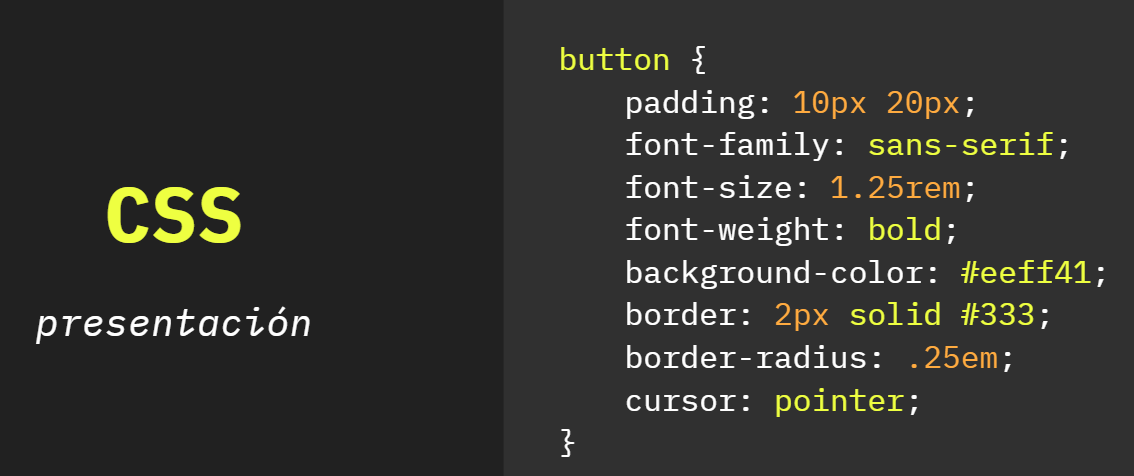 CSS
presentación
button {
    padding: 10px 20px;
    font-family: sans-serif;
    font-size: 1.25rem;
    font-weight: bold;
    background-color: #eeff41;
    border: 2px solid #333;
    border-radius: .25em;
    cursor: pointer;
}